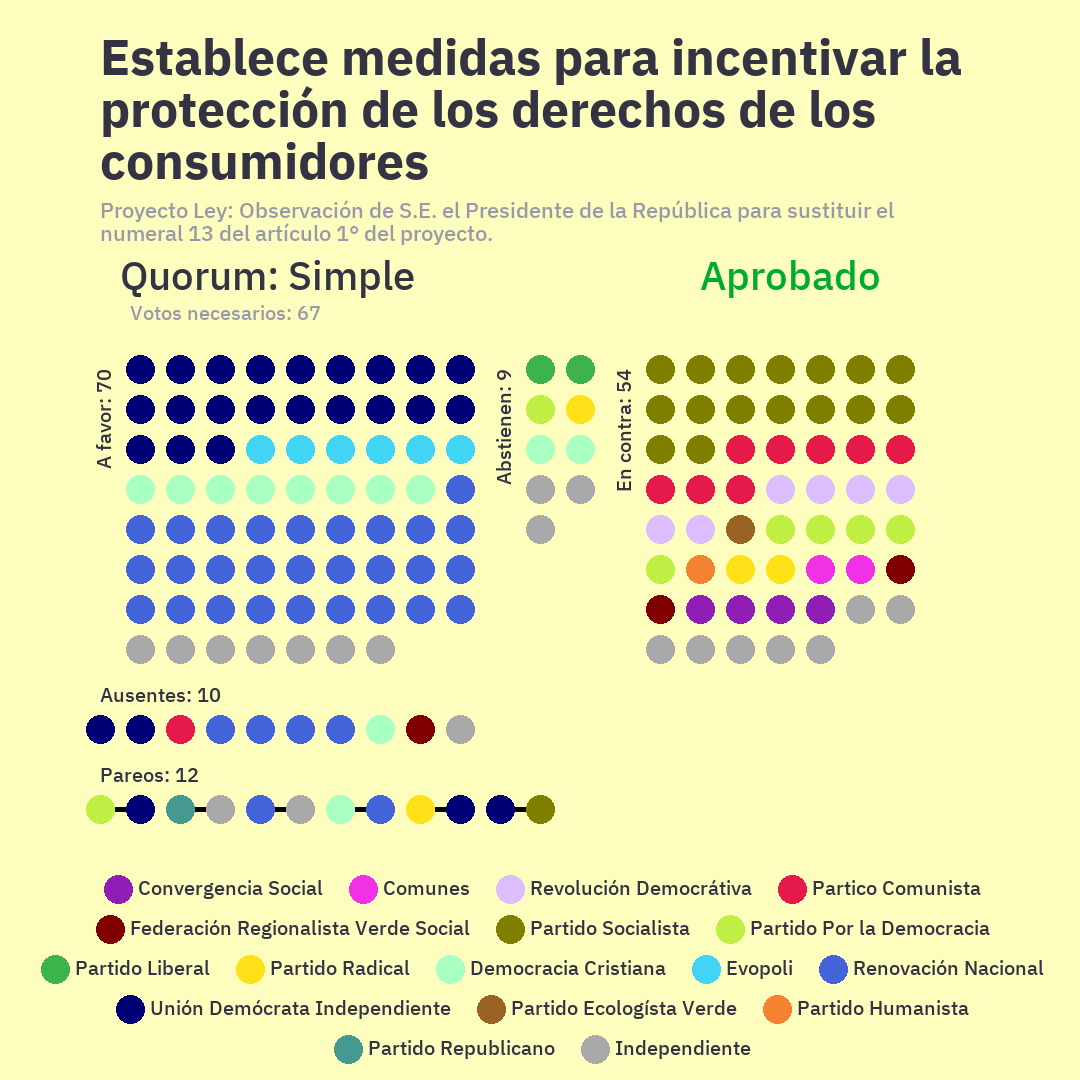 Establece medidas para incentivar la
protección de los derechos de los
consumidores
Proyecto Ley: Observación de S.E. el Presidente de la República para sustituir el
numeral 13 del artículo 1° del proyecto.
Quorum: Simple
Aprobado
Votos necesarios: 67
A favor: 70
Abstienen: 9
En contra: 54
Ausentes: 10
Pareos: 12
Convergencia Social
Comunes
Revolución Democrátiva
Partico Comunista
Federación Regionalista Verde Social
Partido Socialista
Partido Por la Democracia
Partido Liberal
Partido Radical
Democracia Cristiana
Evopoli
Renovación Nacional
Unión Demócrata Independiente
Partido Ecologísta Verde
Partido Humanista
Partido Republicano
Independiente